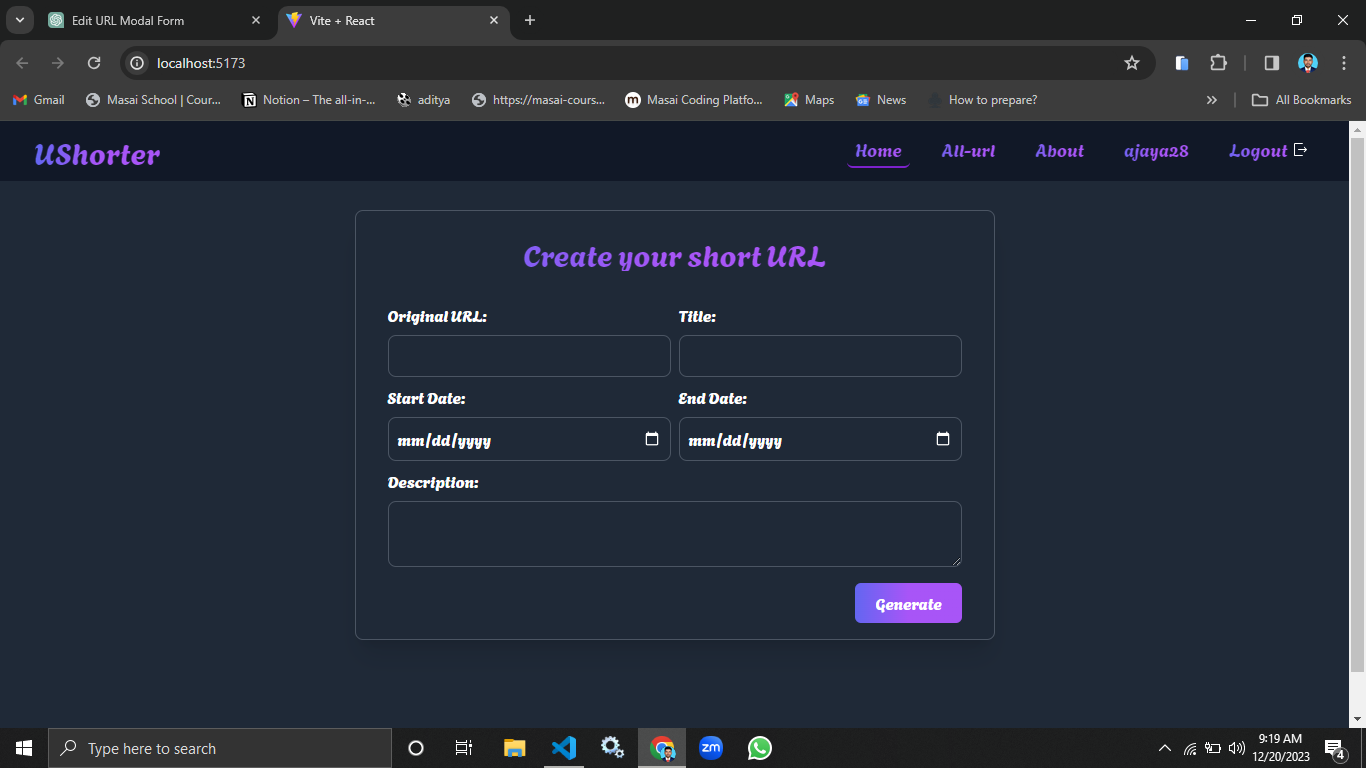 Edit URL Modal Form
Vite + React
localhost:5173
Gmail
Masai School | Cour...
Notion – The all-in-...
aditya
https://masai-cours...
Masai Coding Platfo...
Maps
News
How to prepare?
All Bookmarks
UShorter
Home
All-url
About
ajaya28
Logout
Create your short URL
Original URL:
Title:
Start Date:
End Date:
mm/dd/yyyy
mm/dd/yyyy
Description:
Generate
Type here to search
zm
9:19 AM
12/20/2023
4